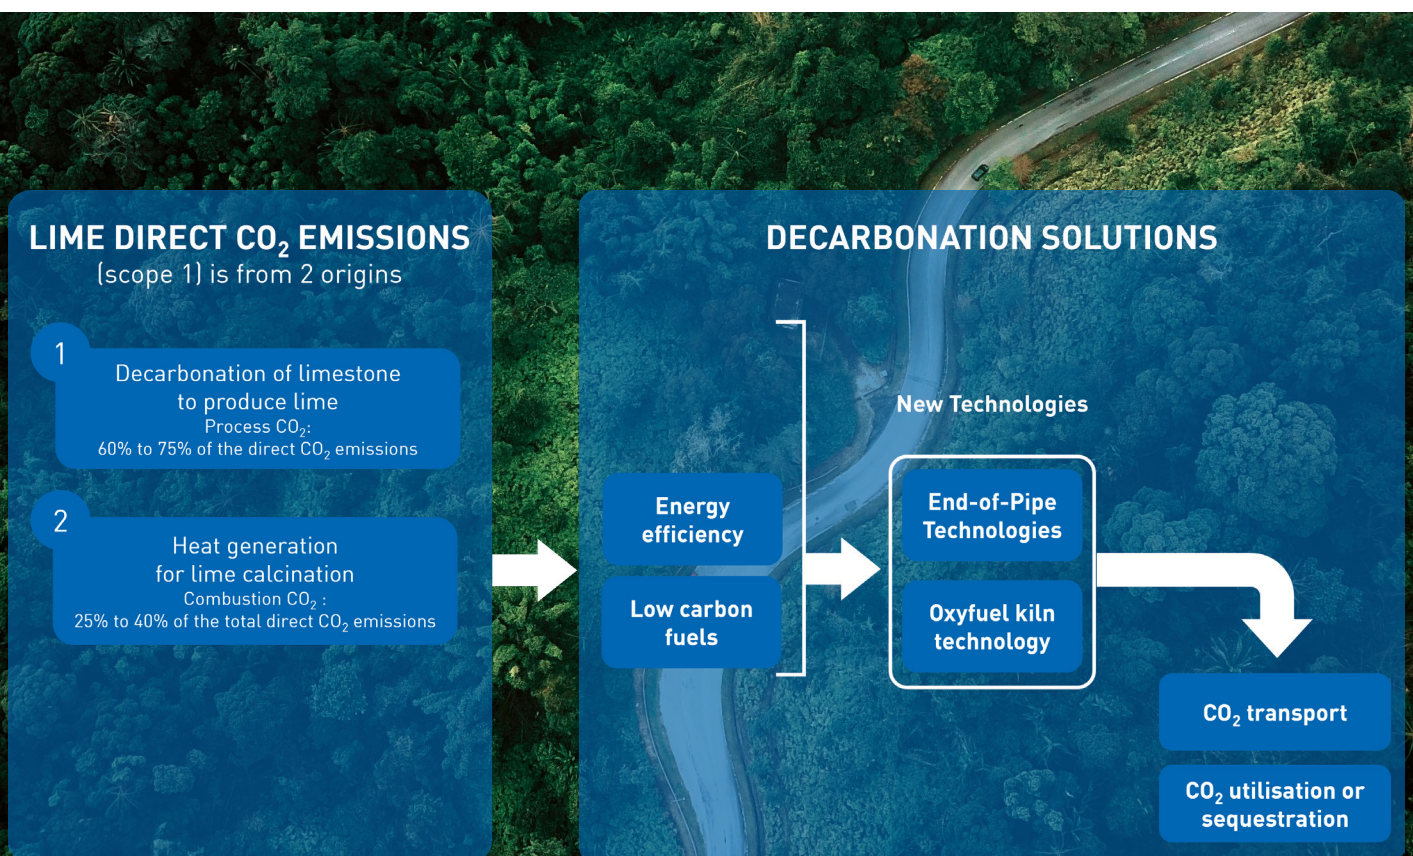 LIME DIRECT CO₂ EMISSIONS
(scope 1) is from 2 origins
1
Decarbonation of limestone
to produce lime
Process CO₂:
60% to 75% of the direct CO₂ emissions
2
Heat generation
for lime calcination
Combustion CO₂ :
25% to 40% of the total direct CO₂ emissions
DECARBONATION SOLUTIONS
Energy
efficiency
Low carbon
fuels
New Technologies
End-of-Pipe
Technologies
Oxyfuel kiln
technology
CO₂ transport
CO₂ utilisation or
sequestration